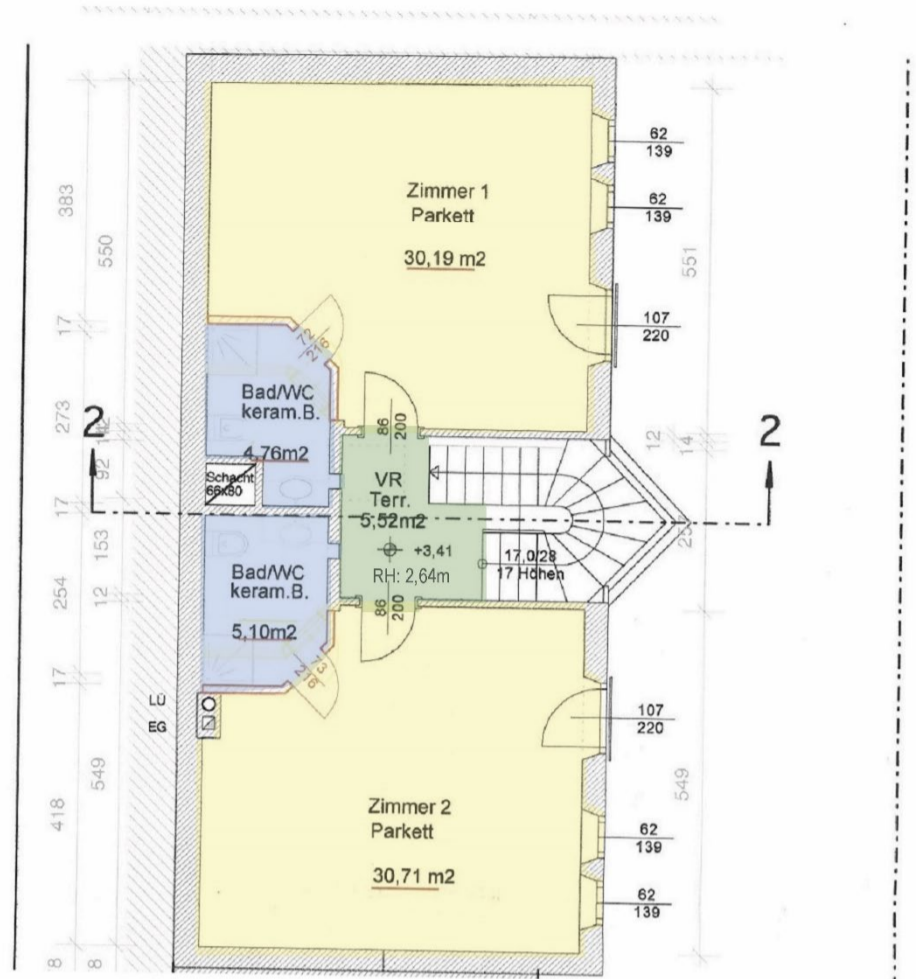 62
139
62
139
383
550
Zimmer 1
Parkett
30,19 m2
551
107
220
17
72
216
273
Bad/WC
keram.B.
4,76m2
86
200
2
2
12
14
92
Schacht
66x80
VR
Terr.
5,52m2
17
153
254
12
+3,41
RH: 2,64m
17,0/28
17 Höhen
Bad/WC
keram.B.
5,10m2
86
200
73
216
17
LÜ
EG
107
220
549
418
549
Zimmer 2
Parkett
30,71 m2
62
139
62
139
8
8